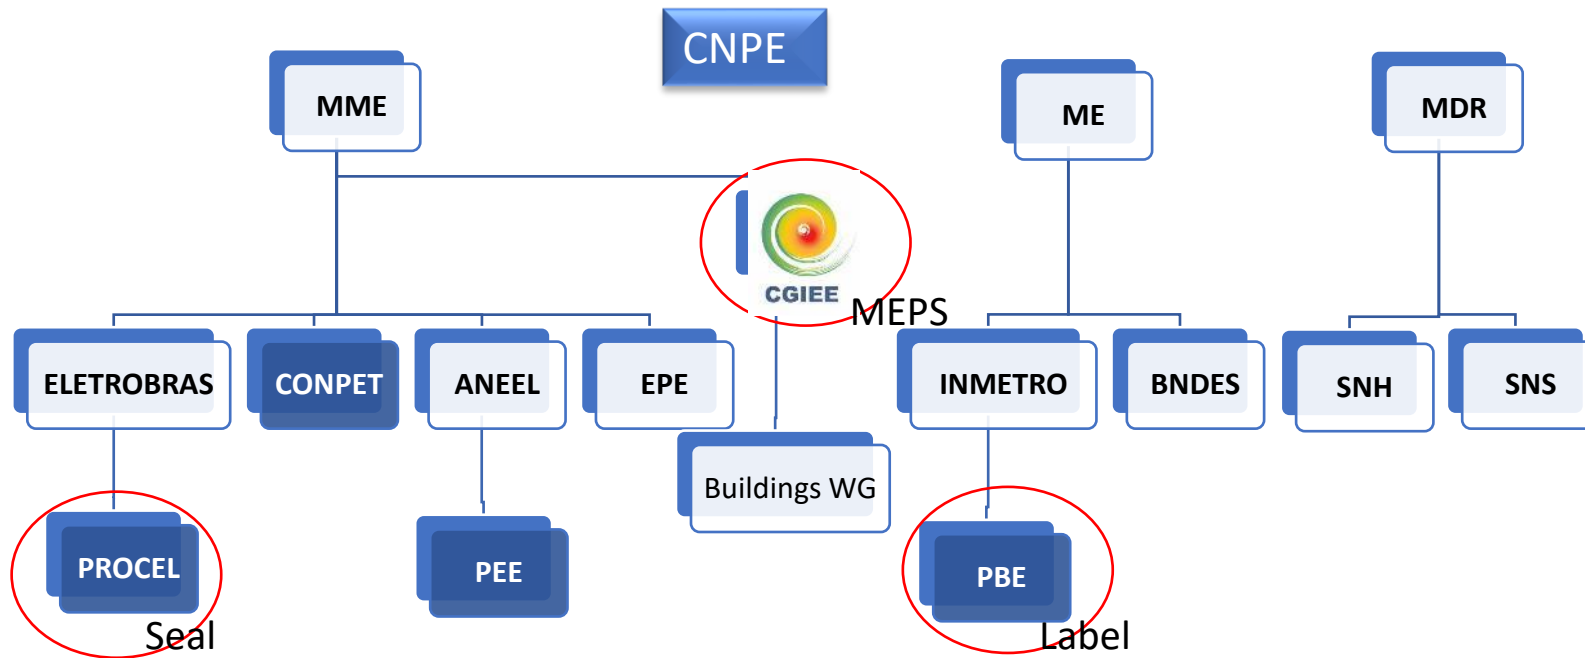 CNPE
MME
ME
MDR
CGIEE
MEPS
ELETROBRAS
CONPET
ANEEL
EPE
INMETRO
BNDES
SNH
SNS
Buildings WG
PROCEL
PEE
PBE
Seal
Label